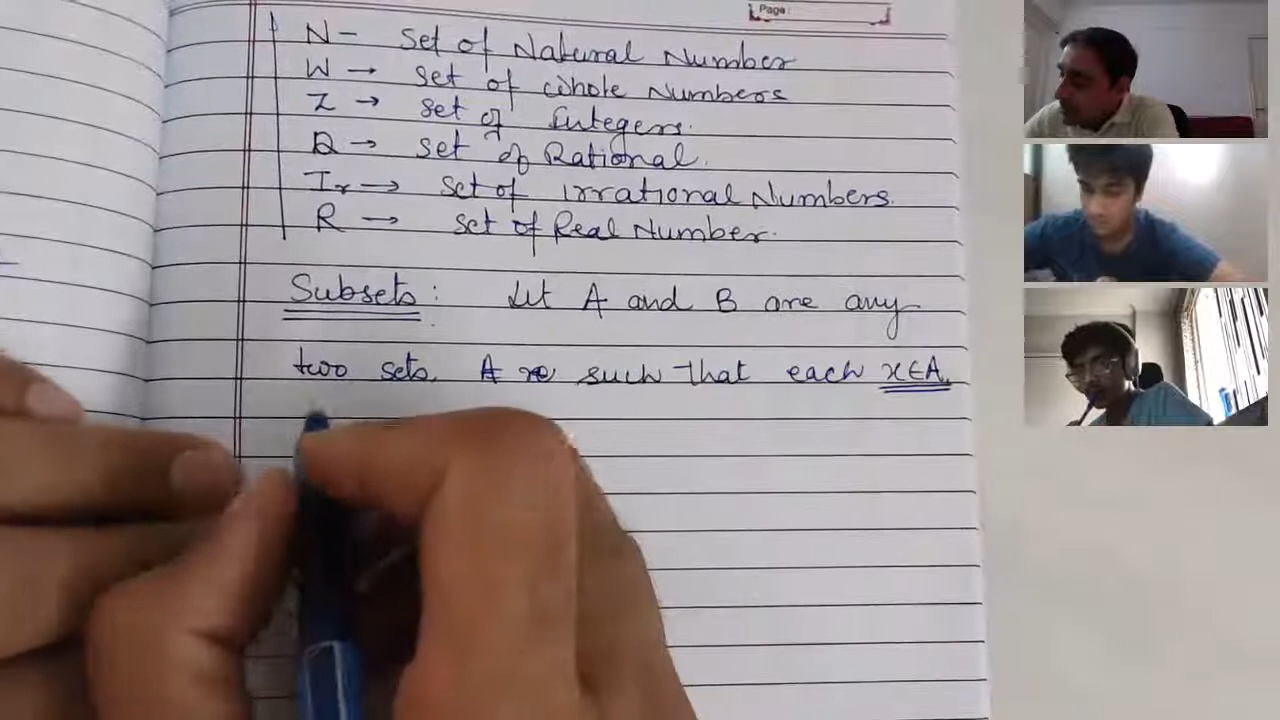 Page:
N- set of Natural Number
W → set of Whole Numbers
Z → set of Integers.
Q → set of Rational.
Ir → set of irrational Numbers.
R → set of Real Number.
Subsets: Let A and B are any
two sets. A such that each x∈A.